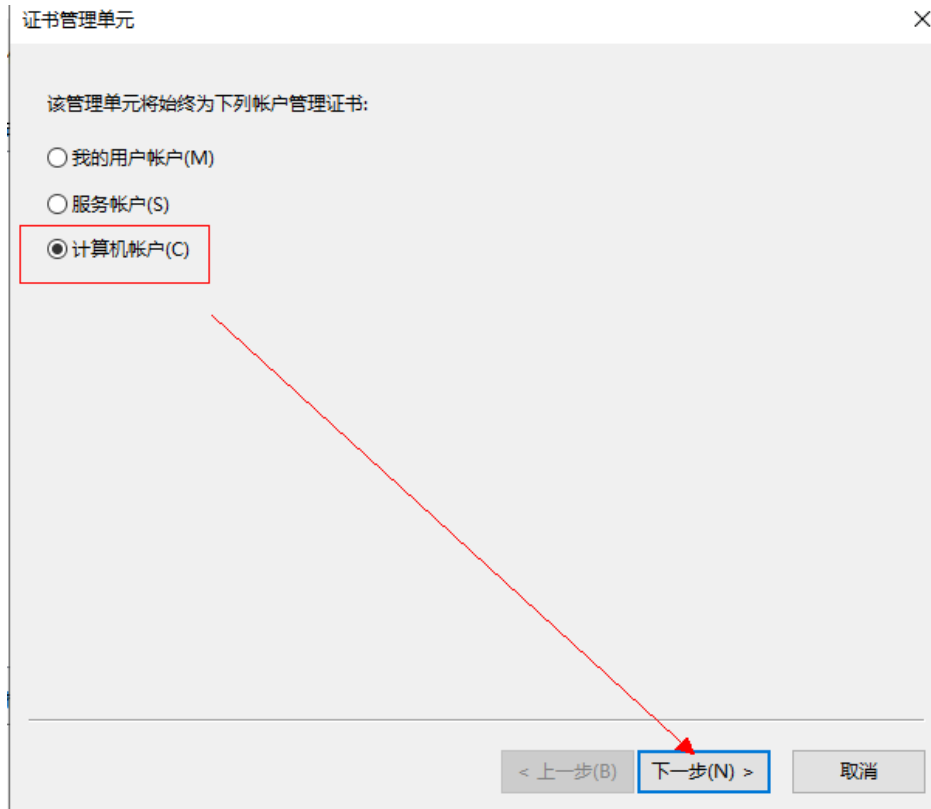 证书管理单元
该管理单元将始终为下列帐户管理证书:
我的用户帐户(M)
服务帐户(S)
计算机帐户(C)
< 上一步(B)
下一步(N) >
取消